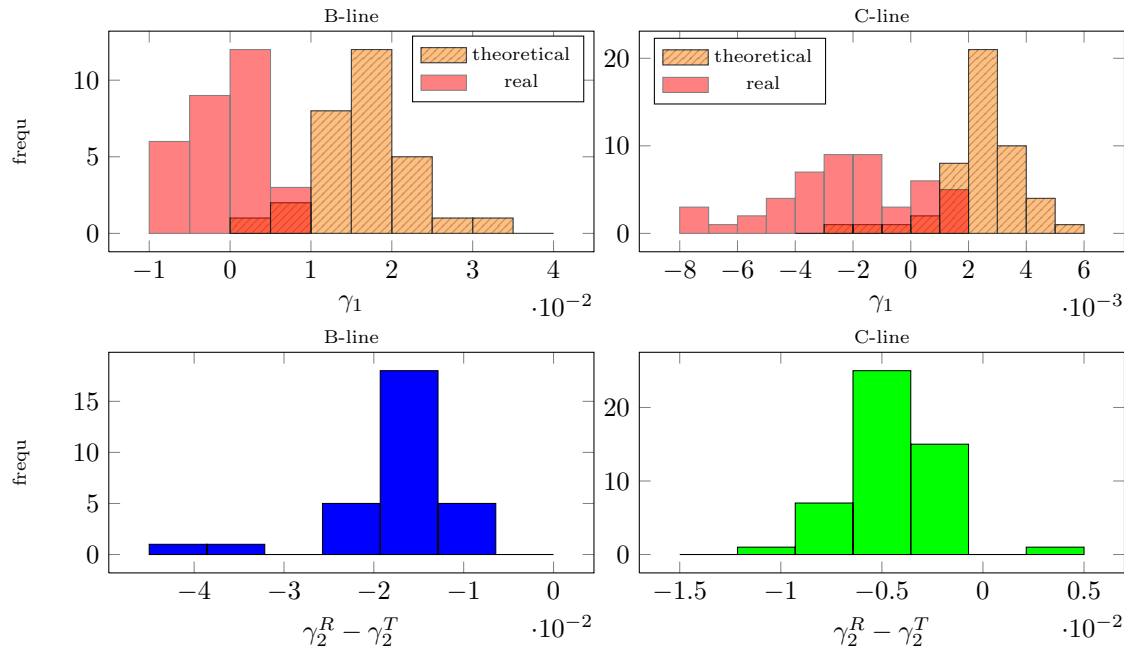 B-line
theoretical
real
frequ
10
5
0
−1 0 1 2 3 4
γ₁
·10⁻²
C-line
theoretical
real
20
10
0
−8 −6 −4 −2 0 2 4 6
γ₁
·10⁻³
B-line
frequ
15
10
5
0
−4 −3 −2 −1 0
γ₂ᴿ − γ₂ᵀ
·10⁻²
C-line
20
10
0
−1.5 −1 −0.5 0 0.5
γ₂ᴿ − γ₂ᵀ
·10⁻²